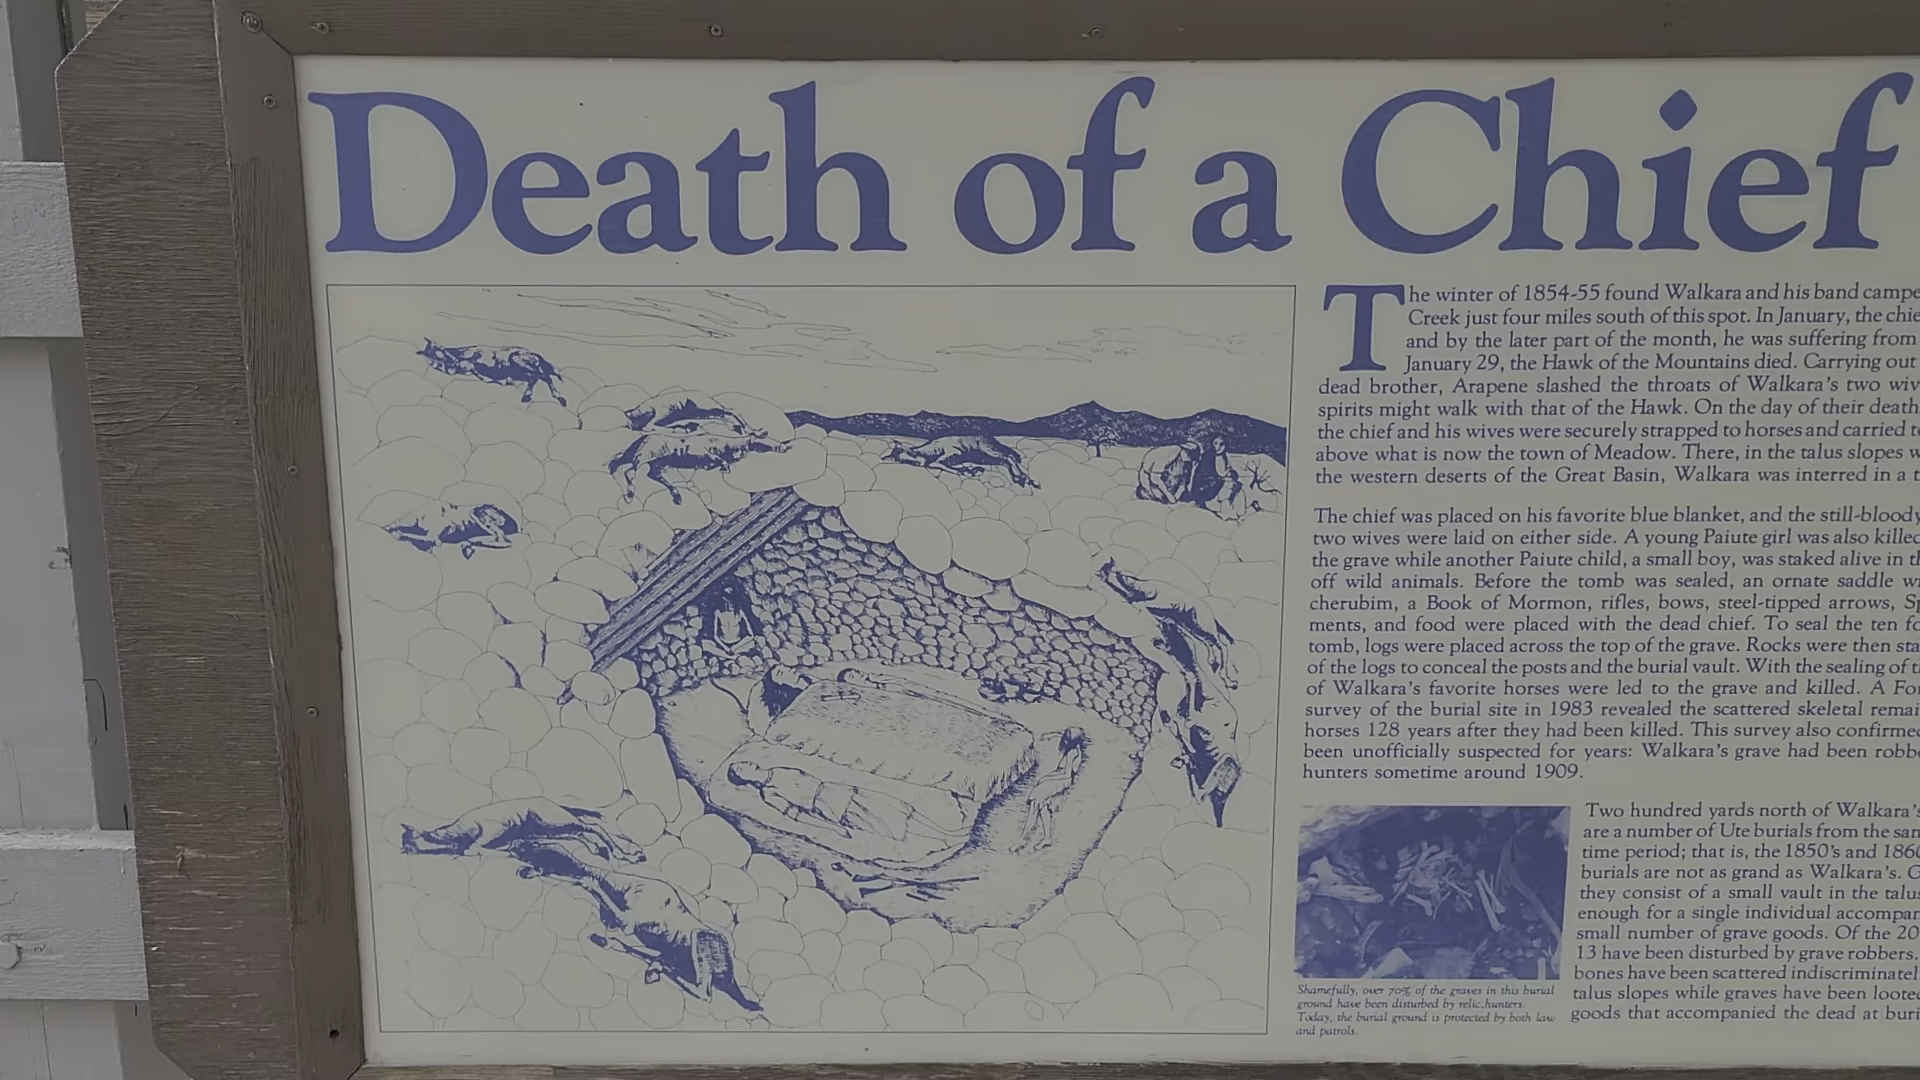 Death of a Chief
The winter of 1854-55 found Walkara and his band campe
Creek just four miles south of this spot. In January, the chie
and by the later part of the month, he was suffering from
January 29, the Hawk of the Mountains died. Carrying out
dead brother, Arapene slashed the throats of Walkara's two wiv
spirits might walk with that of the Hawk. On the day of their death
the chief and his wives were securely strapped to horses and carried t
above what is now the town of Meadow. There, in the talus slopes w
the western deserts of the Great Basin, Walkara was interred in a t
The chief was placed on his favorite blue blanket, and the still-bloody
two wives were laid on either side. A young Paiute girl was also killed
the grave while another Paiute child, a small boy, was staked alive in th
off wild animals. Before the tomb was sealed, an ornate saddle wi
cherubim, a Book of Mormon, rifles, bows, steel-tipped arrows, Sp
ments, and food were placed with the dead chief. To seal the ten fo
tomb, logs were placed across the top of the grave. Rocks were then sta
of the logs to conceal the posts and the burial vault. With the sealing of t
of Walkara's favorite horses were led to the grave and killed. A For
survey of the burial site in 1983 revealed the scattered skeletal remai
horses 128 years after they had been killed. This survey also confirmed
been unofficially suspected for years: Walkara's grave had been robbe
hunters sometime around 1909.
Two hundred yards north of Walkara's
are a number of Ute burials from the sam
time period; that is, the 1850's and 1860
burials are not as grand as Walkara's. O
they consist of a small vault in the talus
enough for a single individual accompan
small number of grave goods. Of the 20
13 have been disturbed by grave robbers.
bones have been scattered indiscriminatel
talus slopes while graves have been looted
goods that accompanied the dead at buri
Shamefully, over 70% of the graves in this burial
ground have been disturbed by relic hunters.
Today, the burial ground is protected by both law
and patrols.